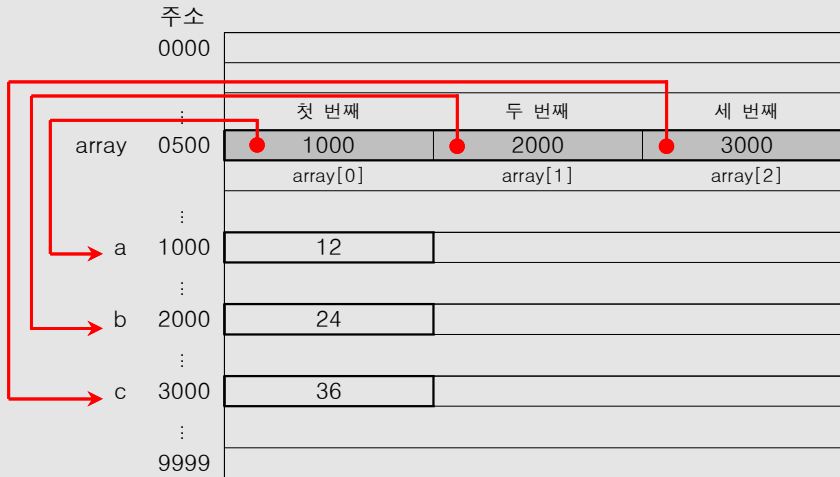 주소
0000
⋮
첫 번째 두 번째 세 번째
array 0500 1000 2000 3000
array[0] array[1] array[2]
⋮
a 1000 12
⋮
b 2000 24
⋮
c 3000 36
⋮
9999